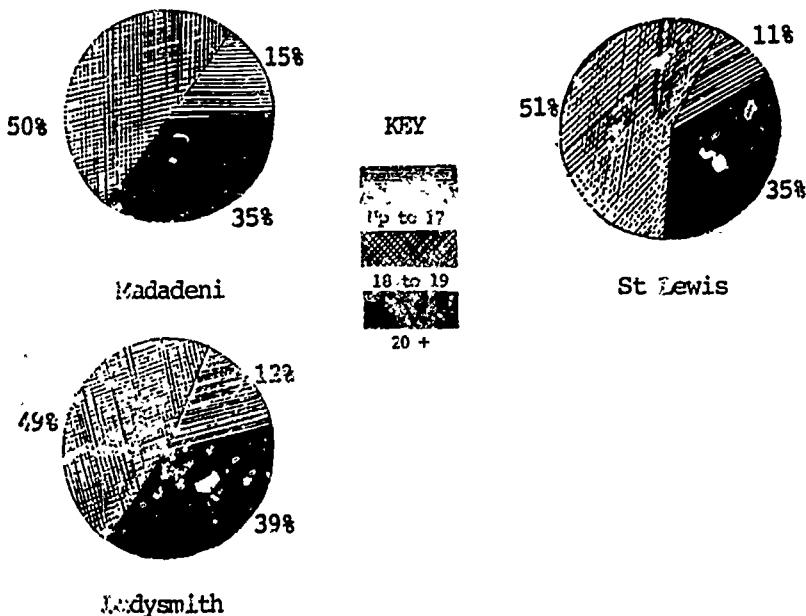 15%
50%
35%
Madadeni
KEY
Up to 17
18 to 19
20 +
11%
51%
35%
St Lewis
12%
49%
39%
Ladysmith